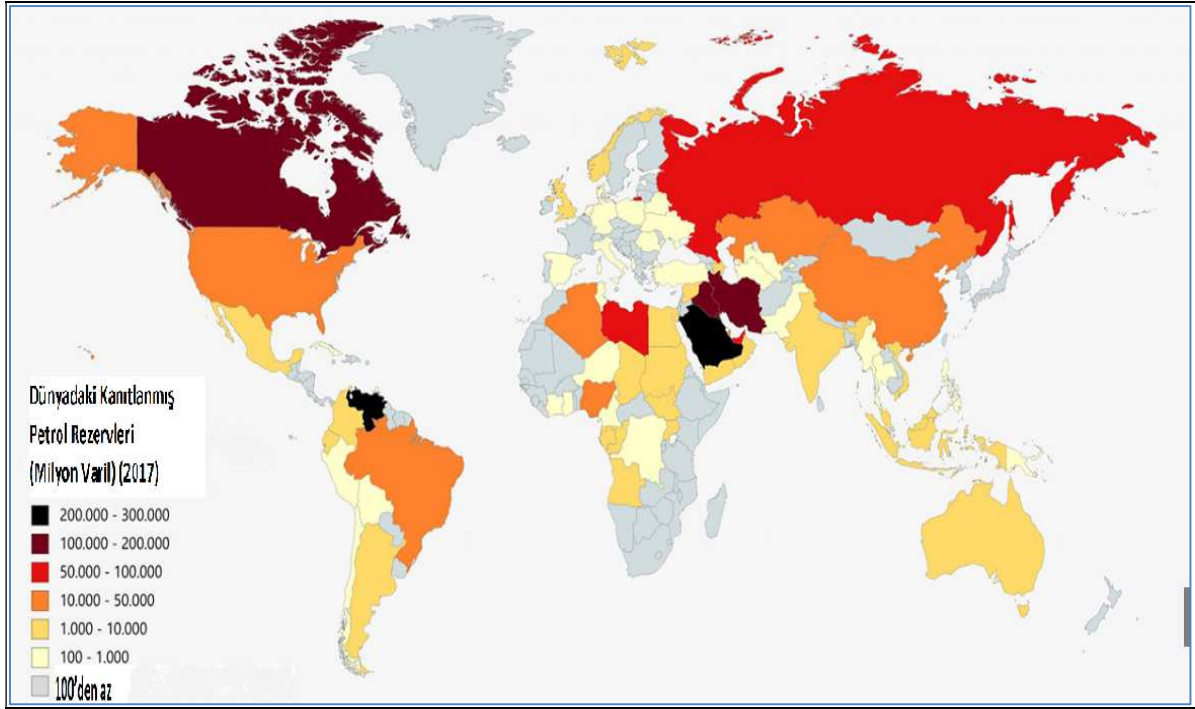 Dünyadaki Kanıtlanmış
Petrol Rezervleri
(Milyon Varil) (2017)
200.000 - 300.000
100.000 - 200.000
50.000 - 100.000
10.000 - 50.000
1.000 - 10.000
100 - 1.000
100'den az